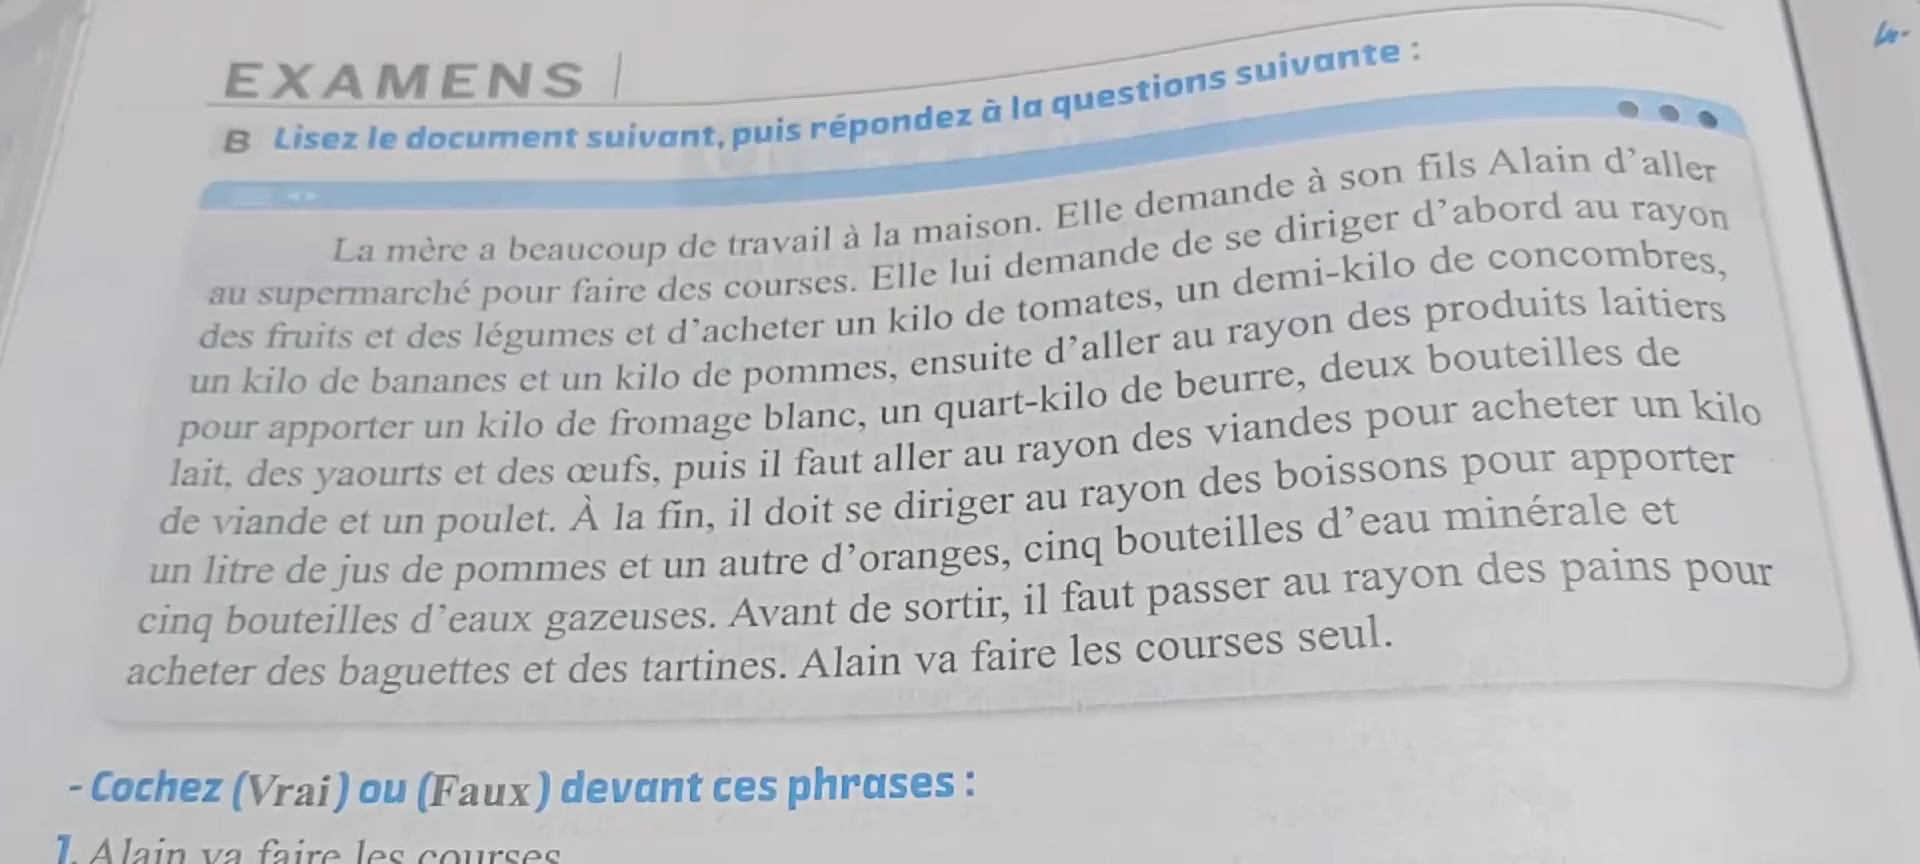 EXAMENS
B Lisez le document suivant, puis répondez à la questions suivante :
La mère a beaucoup de travail à la maison. Elle demande à son fils Alain d'aller
au supermarché pour faire des courses. Elle lui demande de se diriger d'abord au rayon
des fruits et des légumes et d'acheter un kilo de tomates, un demi-kilo de concombres,
un kilo de bananes et un kilo de pommes, ensuite d'aller au rayon des produits laitiers
pour apporter un kilo de fromage blanc, un quart-kilo de beurre, deux bouteilles de
lait, des yaourts et des œufs, puis il faut aller au rayon des viandes pour acheter un kilo
de viande et un poulet. À la fin, il doit se diriger au rayon des boissons pour apporter
un litre de jus de pommes et un autre d'oranges, cinq bouteilles d'eau minérale et
cinq bouteilles d'eaux gazeuses. Avant de sortir, il faut passer au rayon des pains pour
acheter des baguettes et des tartines. Alain va faire les courses seul.
- Cochez (Vrai) ou (Faux) devant ces phrases :
1. Alain va faire les courses